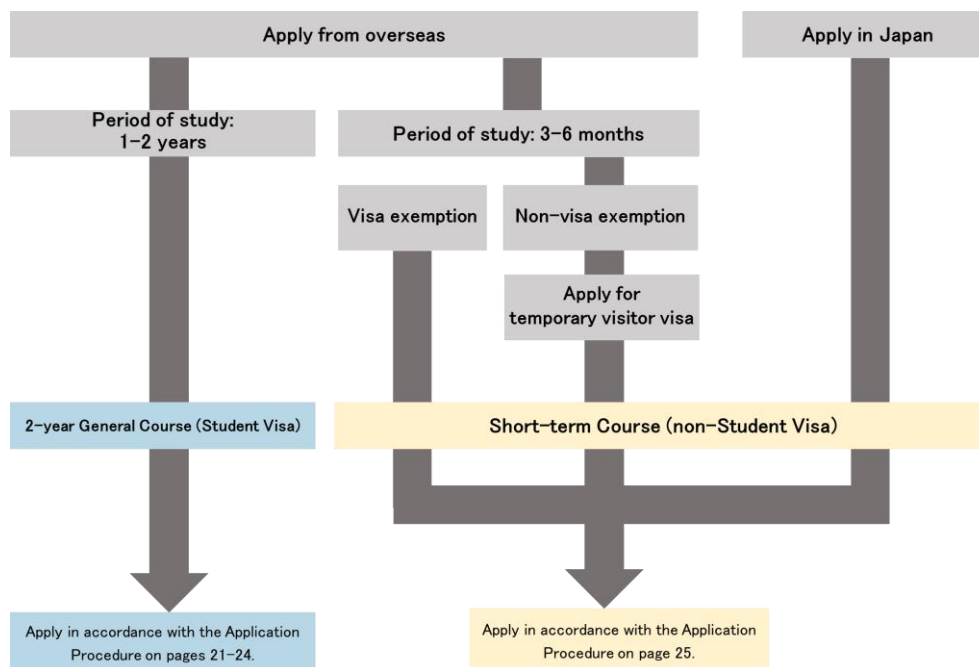 Apply from overseas
Apply in Japan
Period of study:
1-2 years
Period of study: 3-6 months
Visa exemption
Non-visa exemption
Apply for
temporary visitor visa
2-year General Course (Student Visa)
Short-term Course (non-Student Visa)
Apply in accordance with the Application
Procedure on pages 21-24.
Apply in accordance with the Application
Procedure on page 25.